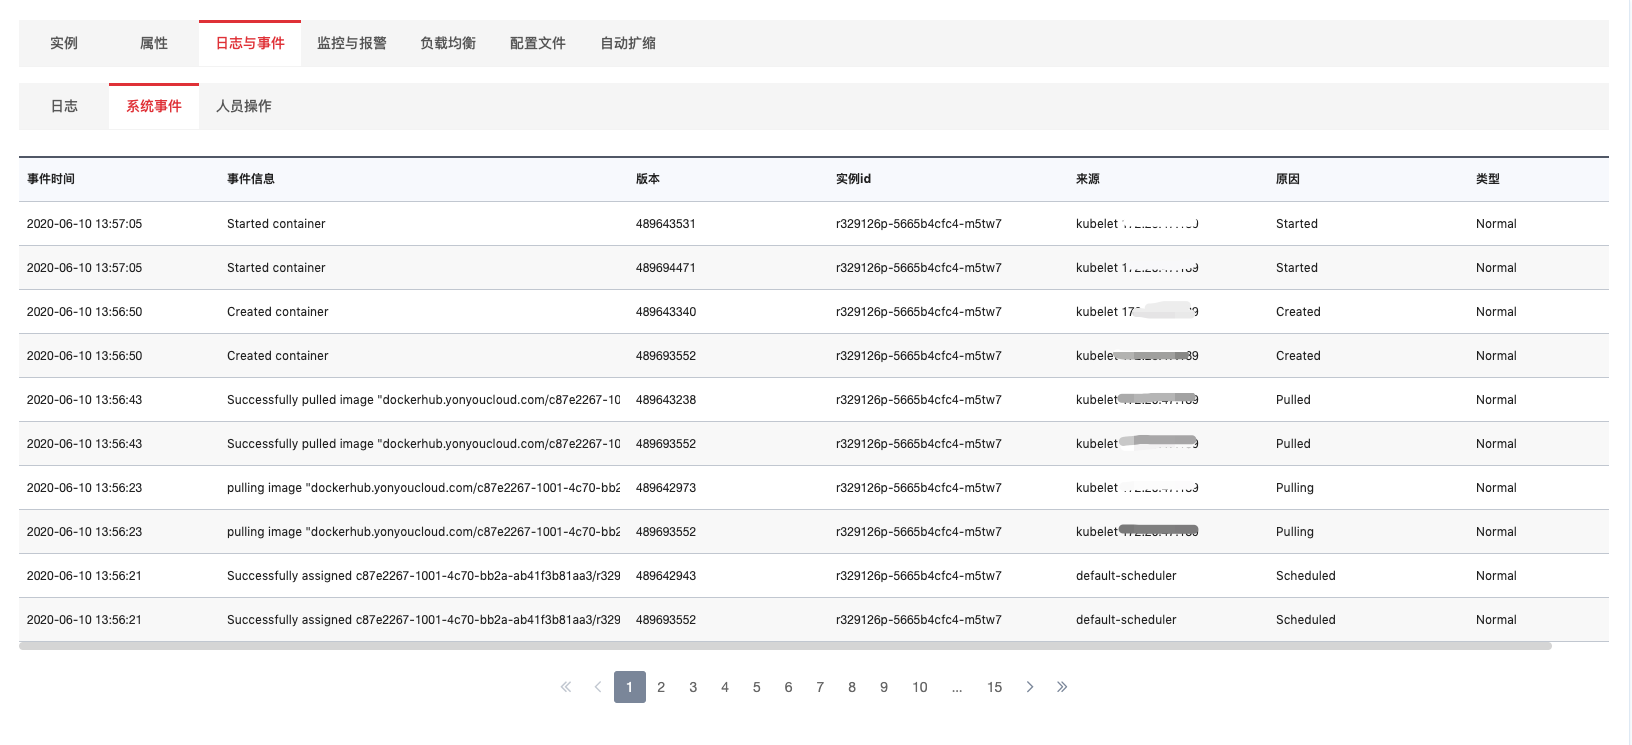 实例 属性 日志与事件 监控与报警 负载均衡 配置文件 自动扩缩
日志 系统事件 人员操作
事件时间 事件信息 版本 实例id 来源 原因 类型
2020-06-10 13:57:05 Started container 489643531 r329126p-5665b4cfc4-m5tw7 kubelet Started Normal
2020-06-10 13:57:05 Started container 489694471 r329126p-5665b4cfc4-m5tw7 kubelet Started Normal
2020-06-10 13:56:50 Created container 489643340 r329126p-5665b4cfc4-m5tw7 kubelet Created Normal
2020-06-10 13:56:50 Created container 489693552 r329126p-5665b4cfc4-m5tw7 kubelet Created Normal
2020-06-10 13:56:43 Successfully pulled image "dockerhub.yonyoucloud.com/c87e2267-10 489643238 r329126p-5665b4cfc4-m5tw7 kubelet Pulled Normal
2020-06-10 13:56:43 Successfully pulled image "dockerhub.yonyoucloud.com/c87e2267-10 489693552 r329126p-5665b4cfc4-m5tw7 kubelet Pulled Normal
2020-06-10 13:56:23 pulling image "dockerhub.yonyoucloud.com/c87e2267-1001-4c70-bb2 489642973 r329126p-5665b4cfc4-m5tw7 kubelet Pulling Normal
2020-06-10 13:56:23 pulling image "dockerhub.yonyoucloud.com/c87e2267-1001-4c70-bb2 489693552 r329126p-5665b4cfc4-m5tw7 kubelet Pulling Normal
2020-06-10 13:56:21 Successfully assigned c87e2267-1001-4c70-bb2a-ab41f3b81aa3/r329 489642943 r329126p-5665b4cfc4-m5tw7 default-scheduler Scheduled Normal
2020-06-10 13:56:21 Successfully assigned c87e2267-1001-4c70-bb2a-ab41f3b81aa3/r329 489693552 r329126p-5665b4cfc4-m5tw7 default-scheduler Scheduled Normal
« < 1 2 3 4 5 6 7 8 9 10 ... 15 > »